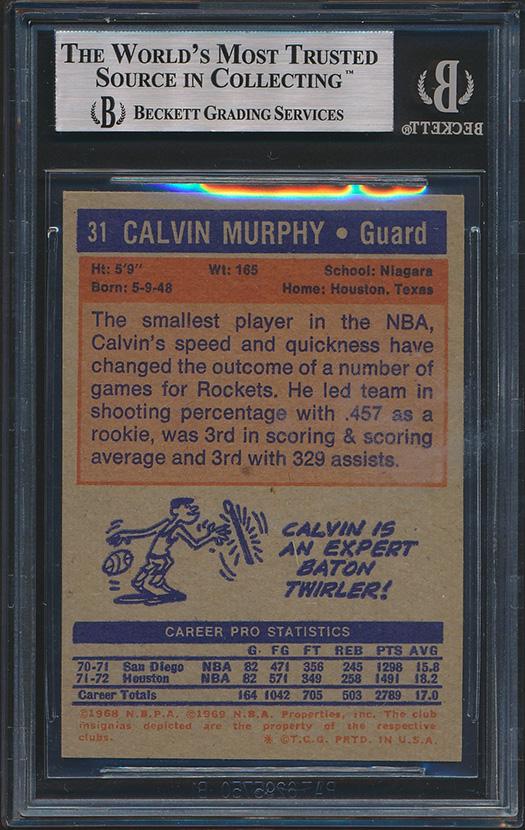 THE WORLD'S MOST TRUSTED
SOURCE IN COLLECTING™
B BECKETT GRADING SERVICES
B
BECKETT®
31 CALVIN MURPHY • Guard
Ht: 5'9" Wt: 165 School: Niagara
Born: 5-9-48 Home: Houston, Texas
The smallest player in the NBA,
Calvin's speed and quickness have
changed the outcome of a number of
games for Rockets. He led team in
shooting percentage with .457 as a
rookie, was 3rd in scoring & scoring
average and 3rd with 329 assists.
CALVIN IS
AN EXPERT
BATON
TWIRLER!
CAREER PRO STATISTICS
G FG FT REB PTS AVG
70-71 San Diego NBA 82 471 356 245 1298 15.8
71-72 Houston NBA 82 571 349 258 1491 18.2
Career Totals 164 1042 705 503 2789 17.0
©1968 N.B.P.A. ©1969 N.B.A. Properties, Inc. The club
insignias depicted are the property of the respective
clubs. * ©T.C.G. PRTD. IN U.S.A.